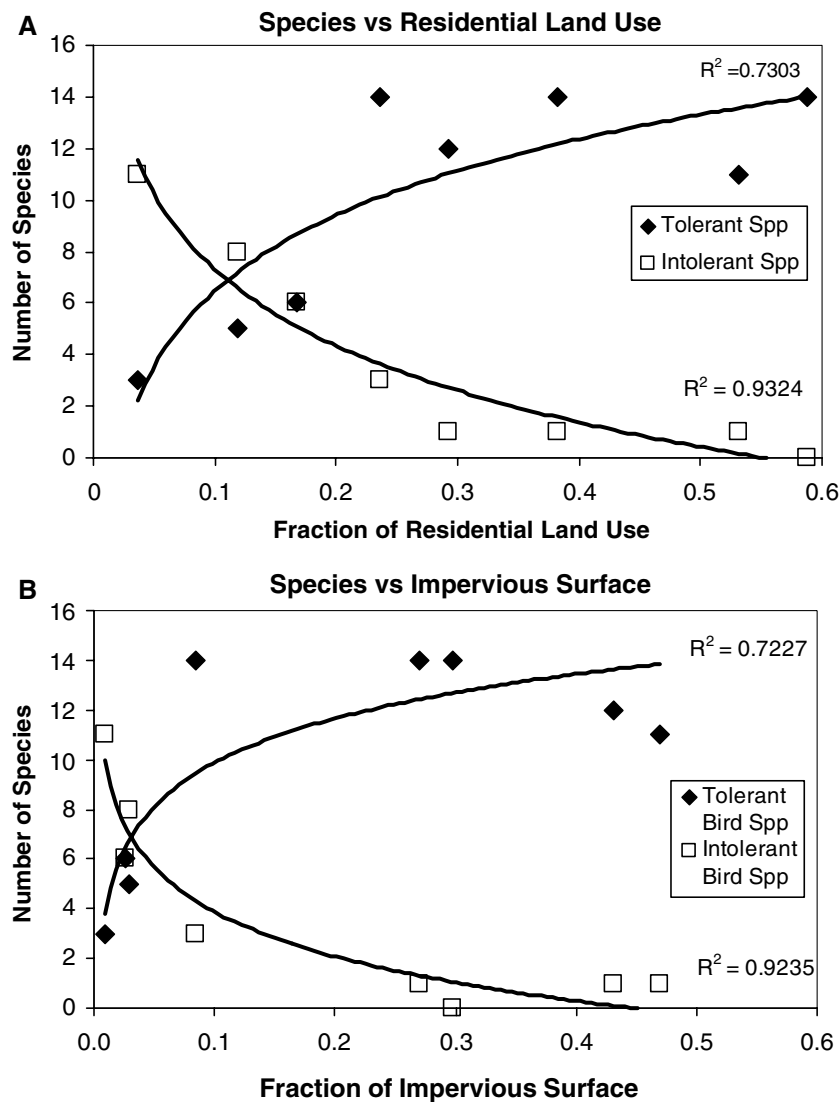 A
Species vs Residential Land Use
16
14
12
10
8
6
4
2
0
Number of Species
R² =0.7303
Tolerant Spp
Intolerant Spp
R² = 0.9324
0 0.1 0.2 0.3 0.4 0.5 0.6
Fraction of Residential Land Use
B
Species vs Impervious Surface
16
14
12
10
8
6
4
2
0
Number of Species
R² = 0.7227
Tolerant
Bird Spp
Intolerant
Bird Spp
R² = 0.9235
0.0 0.1 0.2 0.3 0.4 0.5 0.6
Fraction of Impervious Surface